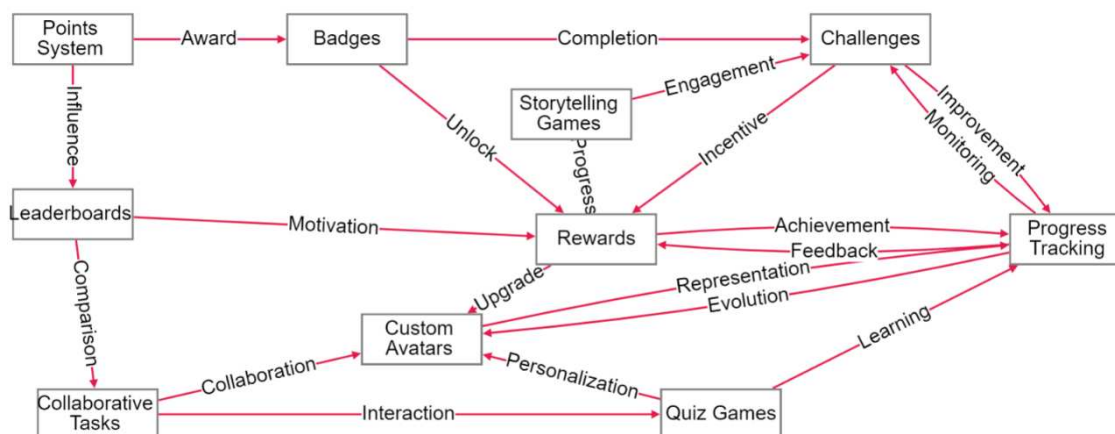 Points
System
Award
Badges
Completion
Challenges
Influence
Engagement
Storytelling
Games
Unlock
Progress
Incentive
Improvement
Monitoring
Leaderboards
Motivation
Rewards
Achievement
Feedback
Progress
Tracking
Comparison
Upgrade
Representation
Evolution
Custom
Avatars
Collaboration
Personalization
Learning
Collaborative
Tasks
Interaction
Quiz Games